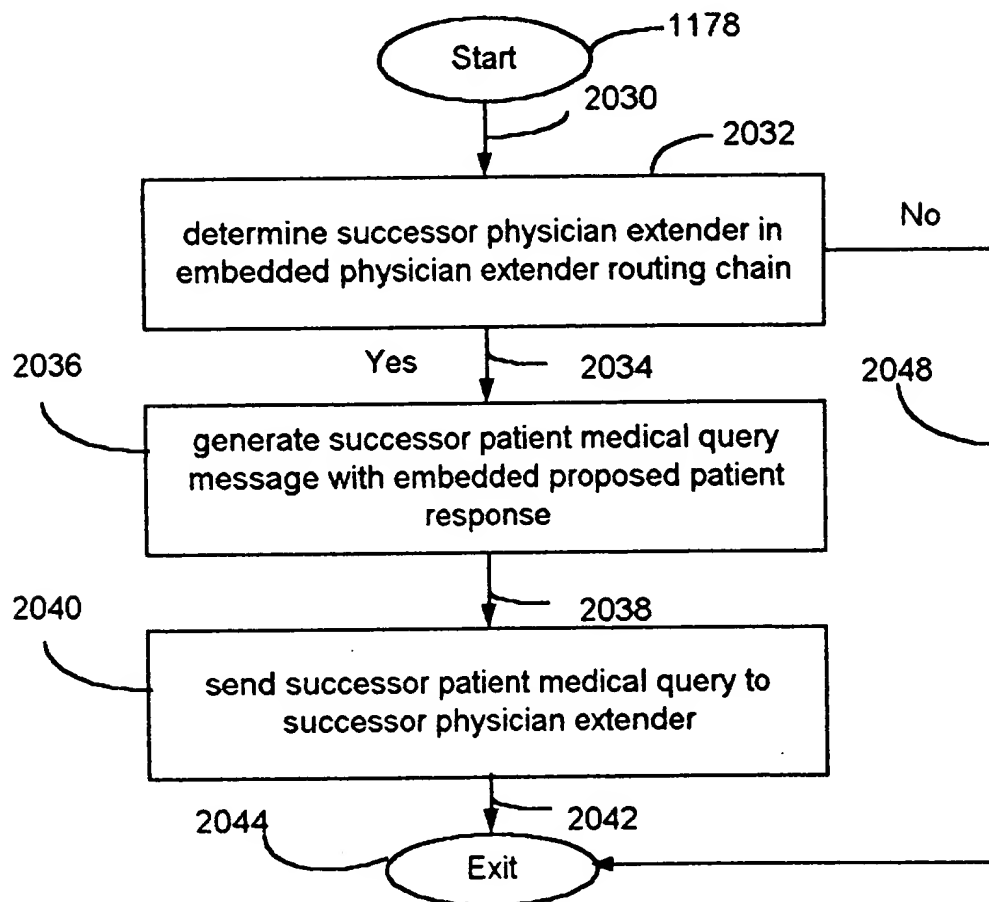 1178
Start
2030
2032
No
determine successor physician extender in
embedded physician extender routing chain
2036
Yes
2034
2048
generate successor patient medical query
message with embedded proposed patient
response
2040
2038
send successor patient medical query to
successor physician extender
2044
2042
Exit